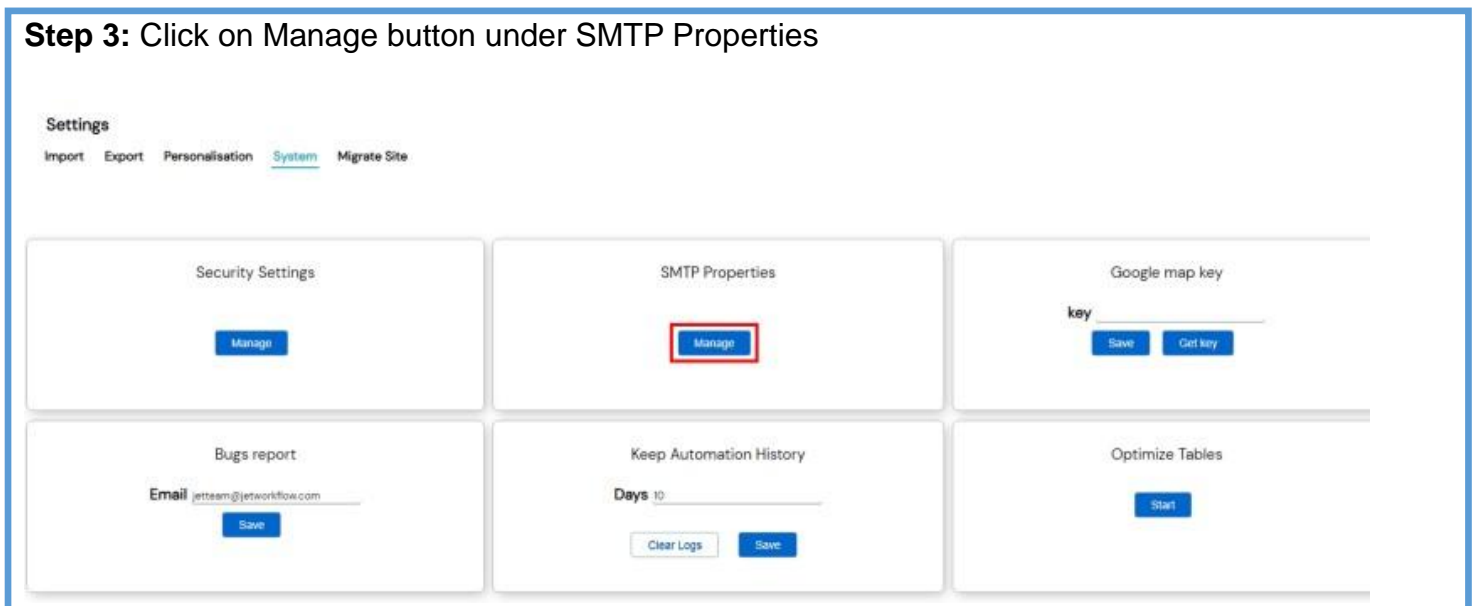 Step 3: Click on Manage button under SMTP Properties
Settings
Import Export Personalisation System Migrate Site
Security Settings
Manage
SMTP Properties
Manage
Google map key
key
Save Get key
Bugs report
Email jetteam@jetworkflow.com
Save
Keep Automation History
Days 10
Clear Logs Save
Optimize Tables
Start